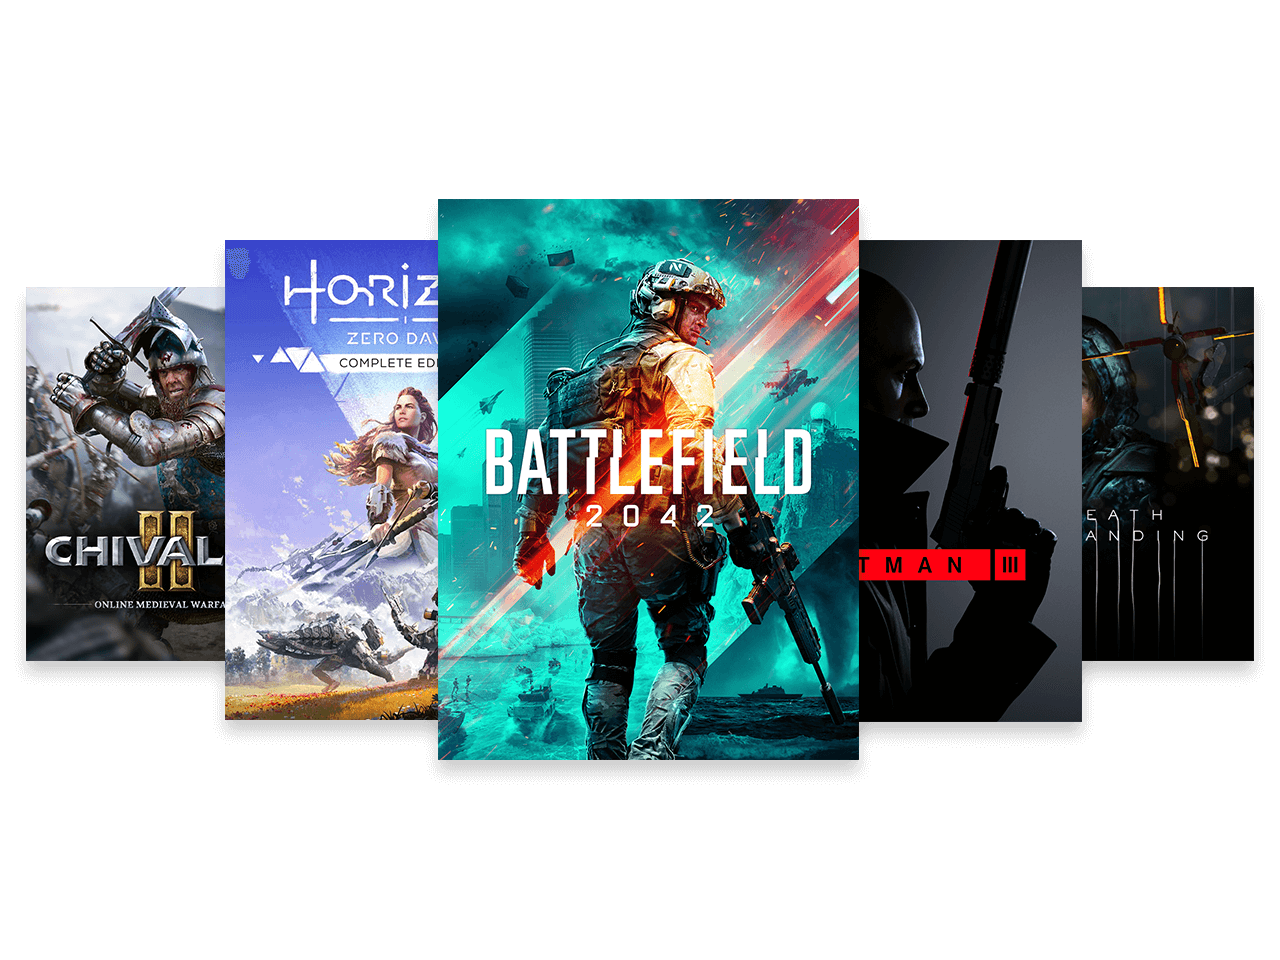 CHIVAL
II
ONLINE MEDIEVAL WARFA
HORIZ
ZERO DAW
COMPLETE EDI
N
BATTLEFIELD
2042
TMAN III
EATH
ANDING